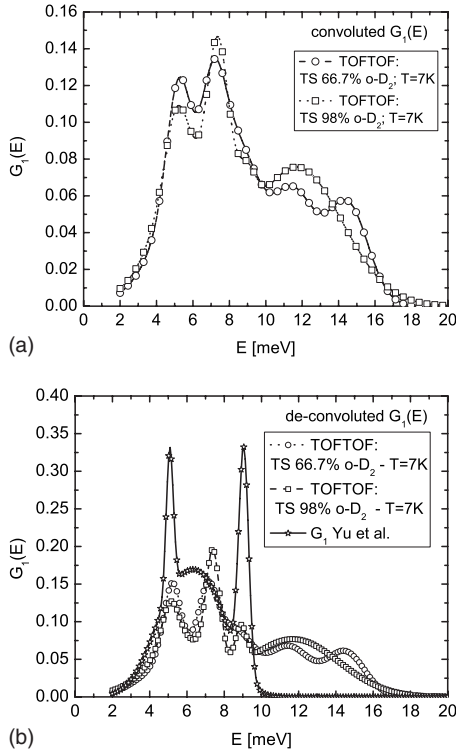 convoluted G₁(E)
TOFTOF:
TS 66.7% o-D₂; T=7K
TOFTOF:
TS 98% o-D₂; T=7K
G₁(E)
0.16
0.14
0.12
0.10
0.08
0.06
0.04
0.02
0.00
0 2 4 6 8 10 12 14 16 18 20
E [meV]
(a)
de-convoluted G₁(E)
TOFTOF:
TS 66.7% o-D₂ - T=7K
TOFTOF:
TS 98% o-D₂ - T=7K
G₁ Yu et al.
G₁(E)
0.40
0.35
0.30
0.25
0.20
0.15
0.10
0.05
0.00
0 2 4 6 8 10 12 14 16 18 20
E [meV]
(b)